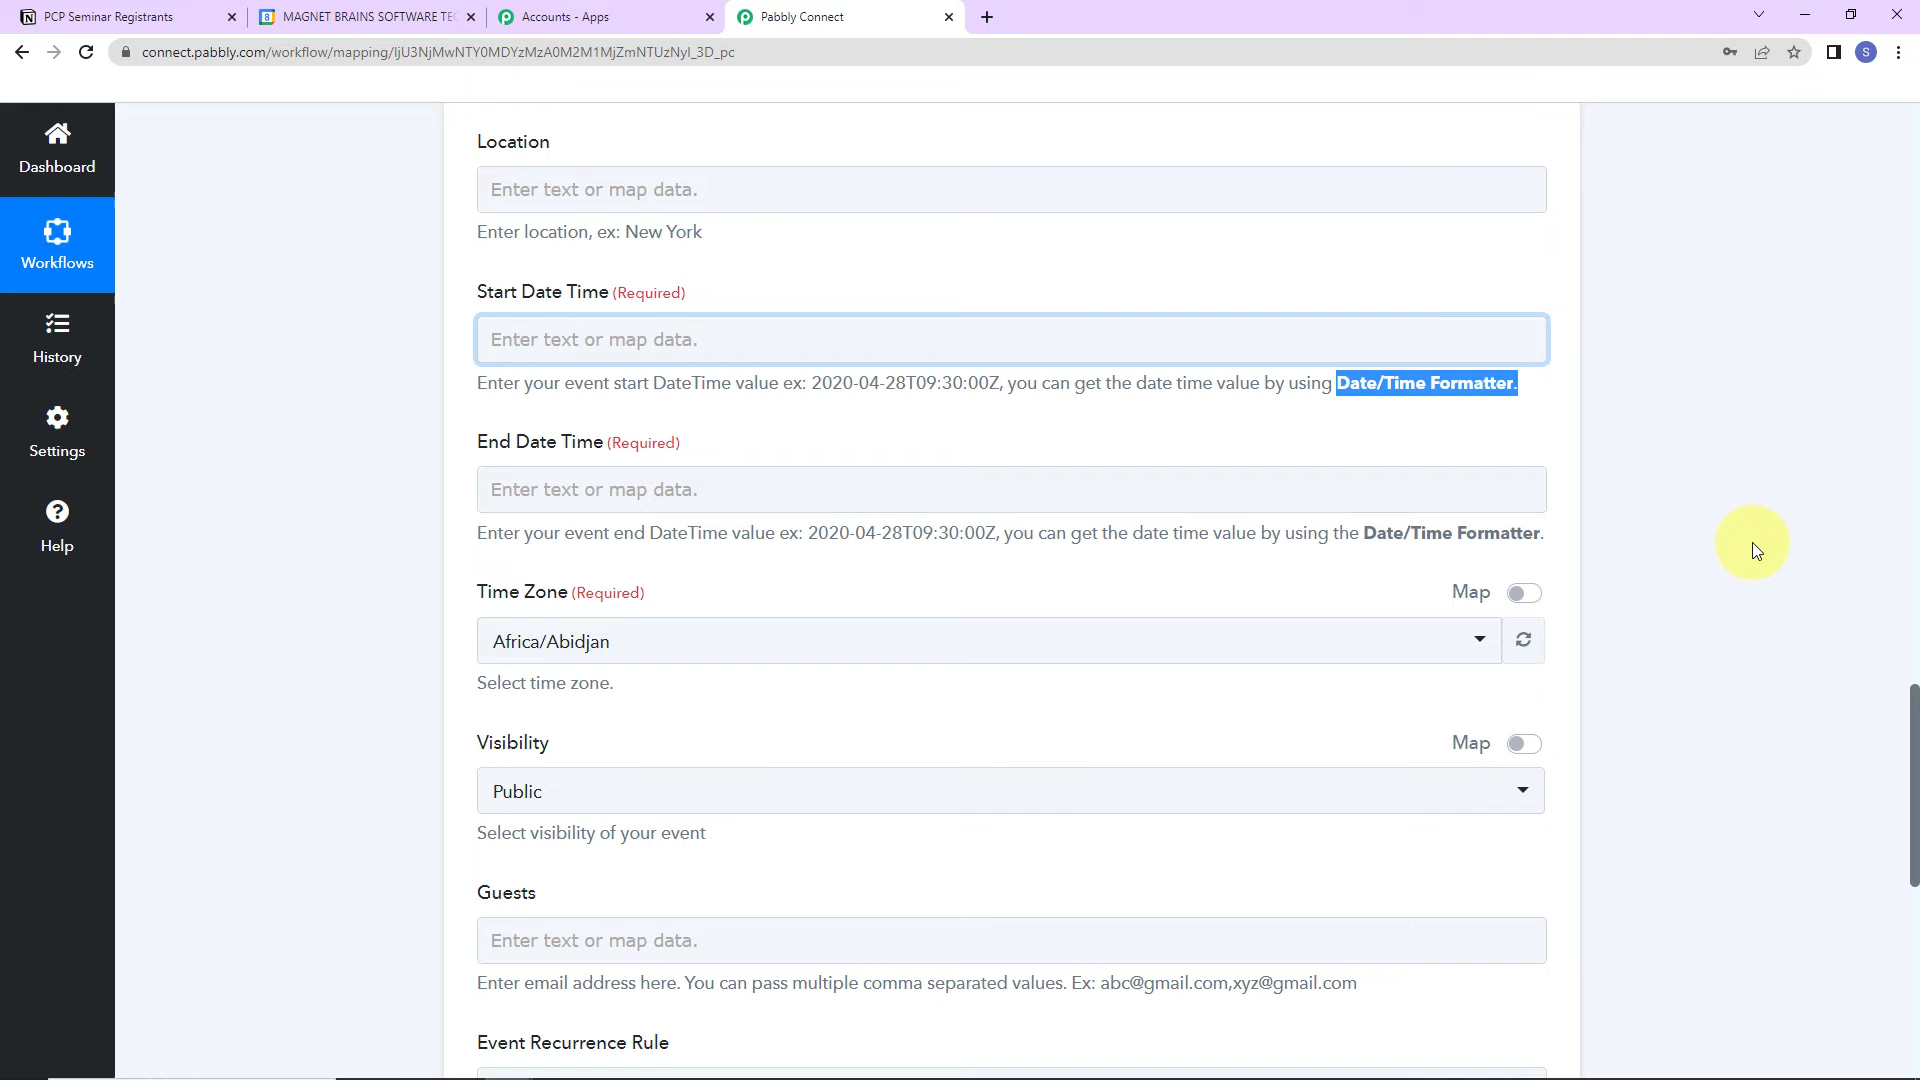 PCP Seminar Registrants
MAGNET BRAINS SOFTWARE TEC
Accounts - Apps
Pabbly Connect
connect.pabbly.com/workflow/mapping/IjU3NjMwNTY0MDYzMzA0M2M1MjZmNTUzNyI_3D_pc
S
Dashboard
Workflows
History
Settings
Help
Location
Enter text or map data.
Enter location, ex: New York
Start Date Time (Required)
Enter text or map data.
Enter your event start DateTime value ex: 2020-04-28T09:30:00Z, you can get the date time value by using Date/Time Formatter.
End Date Time (Required)
Enter text or map data.
Enter your event end DateTime value ex: 2020-04-28T09:30:00Z, you can get the date time value by using the Date/Time Formatter.
Time Zone (Required) Map
Africa/Abidjan
Select time zone.
Visibility Map
Public
Select visibility of your event
Guests
Enter text or map data.
Enter email address here. You can pass multiple comma separated values. Ex: abc@gmail.com,xyz@gmail.com
Event Recurrence Rule